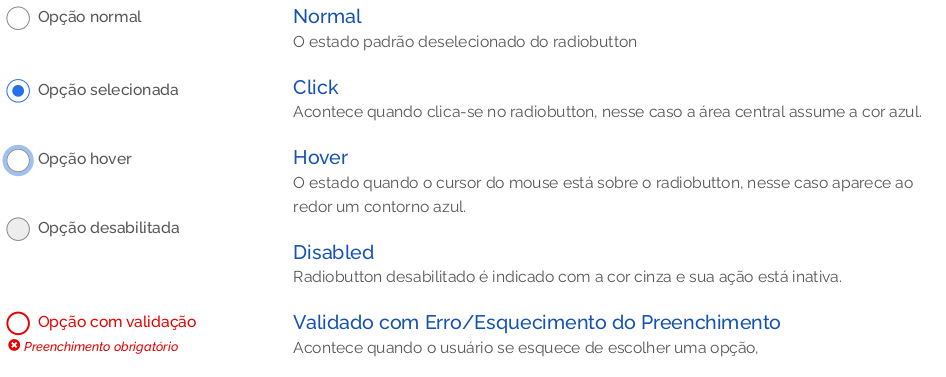 Opção normal
Normal
O estado padrão deselecionado do radiobutton
Opção selecionada
Click
Acontece quando clica-se no radiobutton, nesse caso a área central assume a cor azul.
Opção hover
Hover
O estado quando o cursor do mouse está sobre o radiobutton, nesse caso aparece ao
redor um contorno azul.
Opção desabilitada
Disabled
Radiobutton desabilitado é indicado com a cor cinza e sua ação está inativa.
Opção com validação
Preenchimento obrigatório
Validado com Erro/Esquecimento do Preenchimento
Acontece quando o usuário se esquece de escolher uma opção,